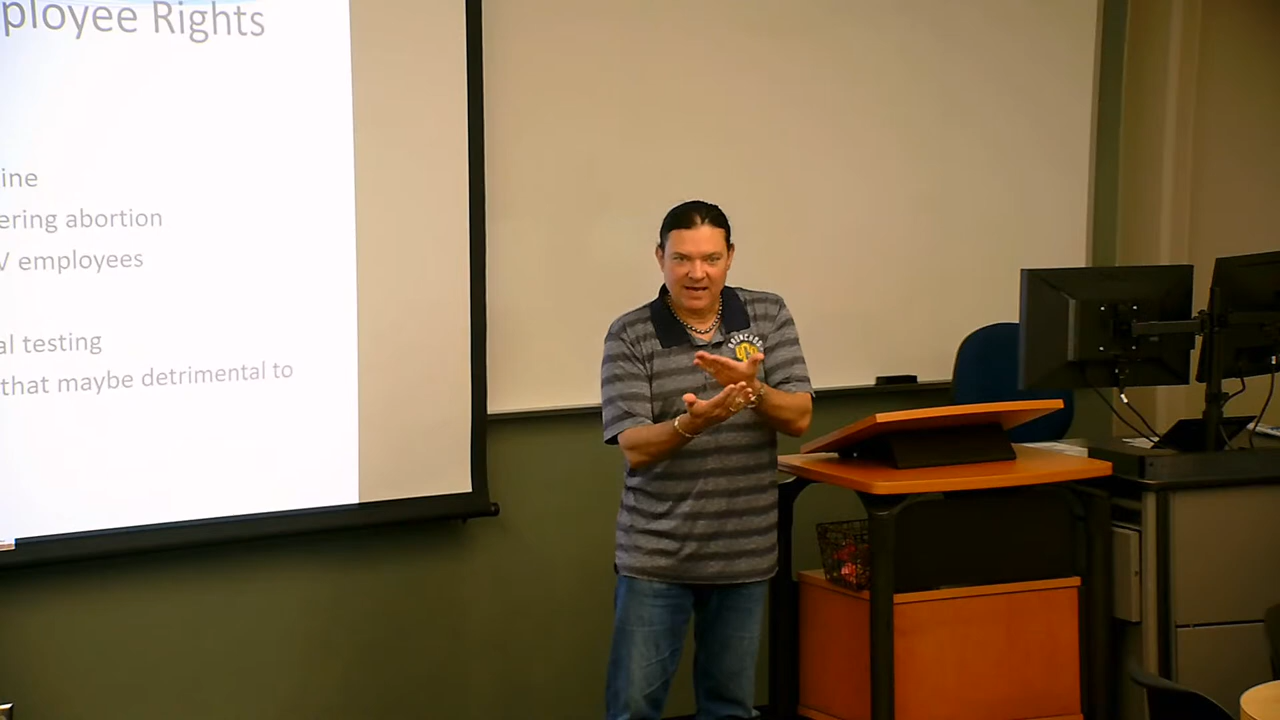 ployee Rights
ine
ering abortion
V employees
al testing
that maybe detrimental to